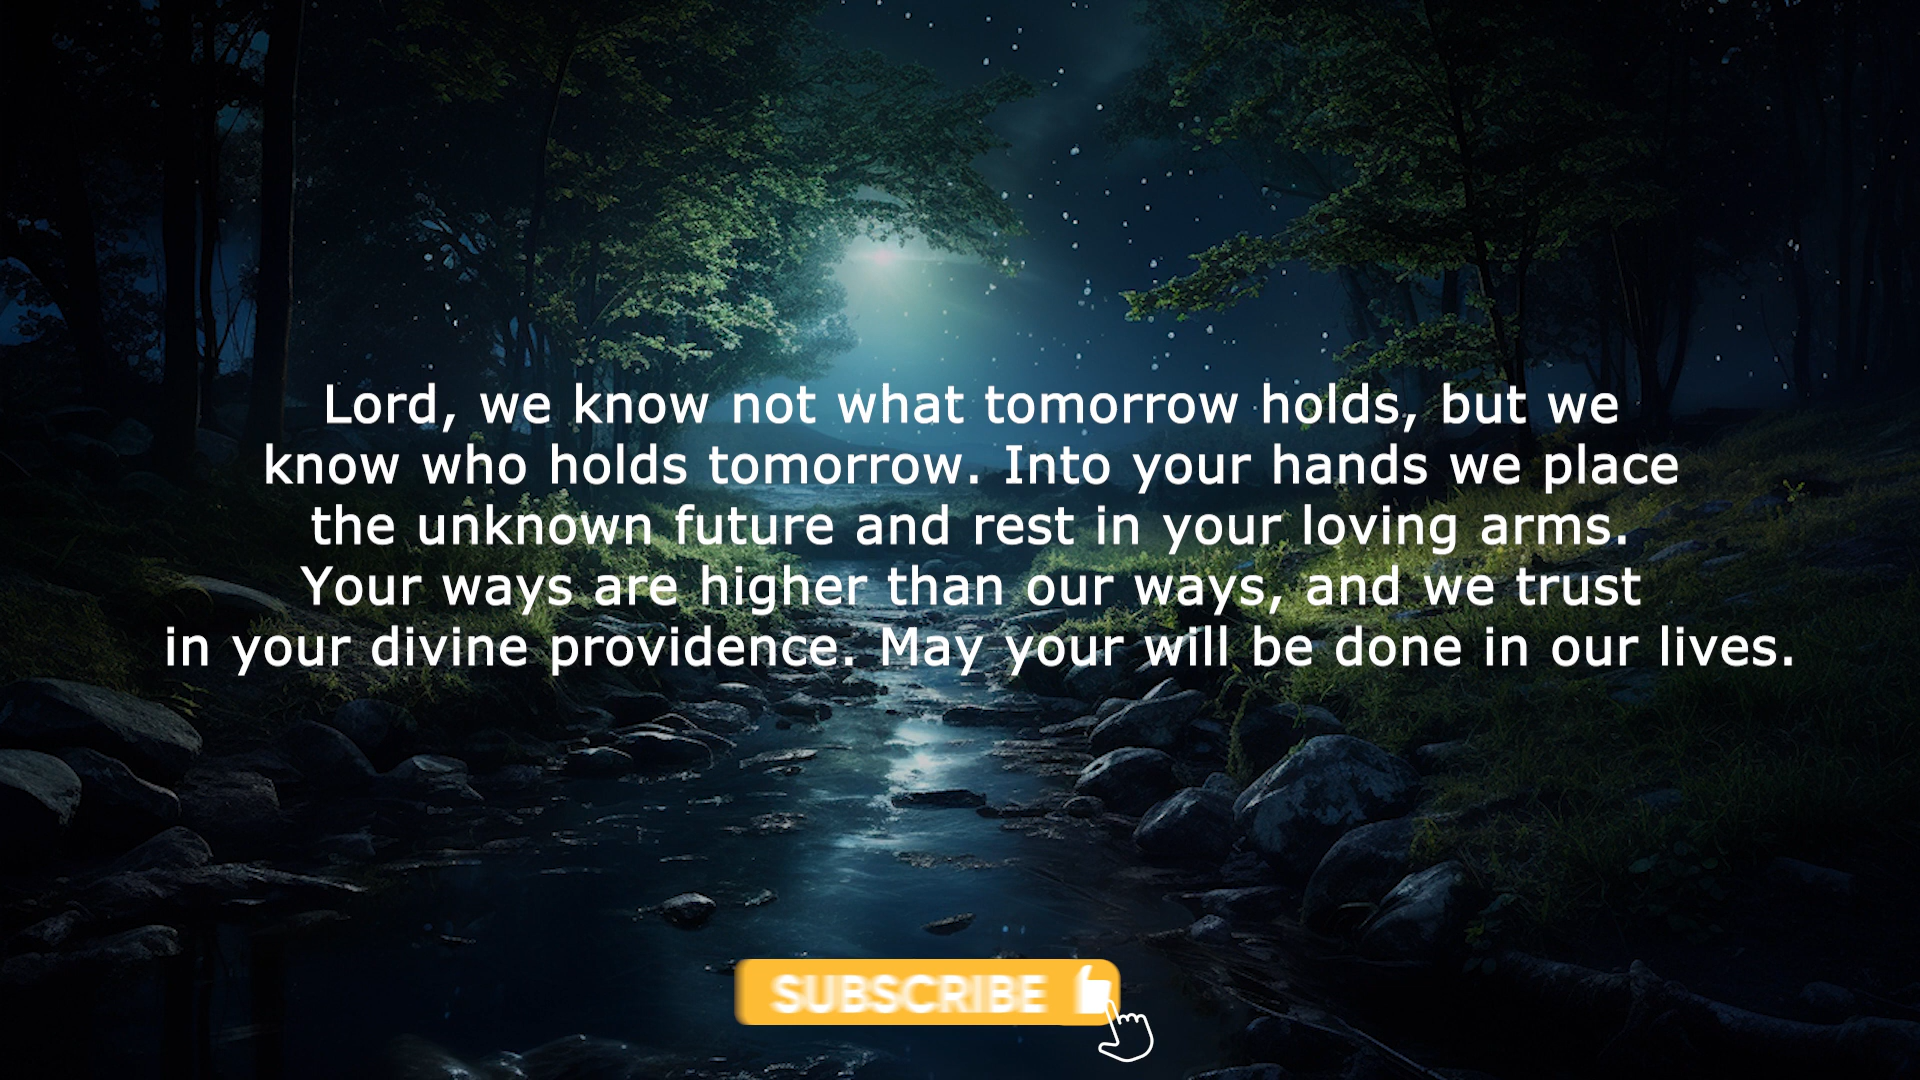 Lord, we know not what tomorrow holds, but we
know who holds tomorrow. Into your hands we place
the unknown future and rest in your loving arms.
Your ways are higher than our ways, and we trust
in your divine providence. May your will be done in our lives.
SUBSCRIBE